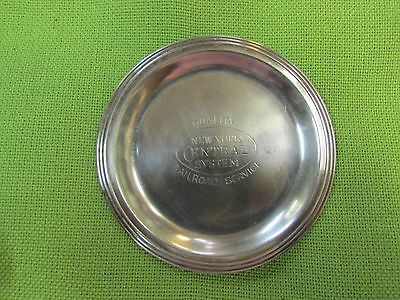 QUALITY
NEW YORK
CENTRAL
SYSTEM
RAILROAD SERVICE